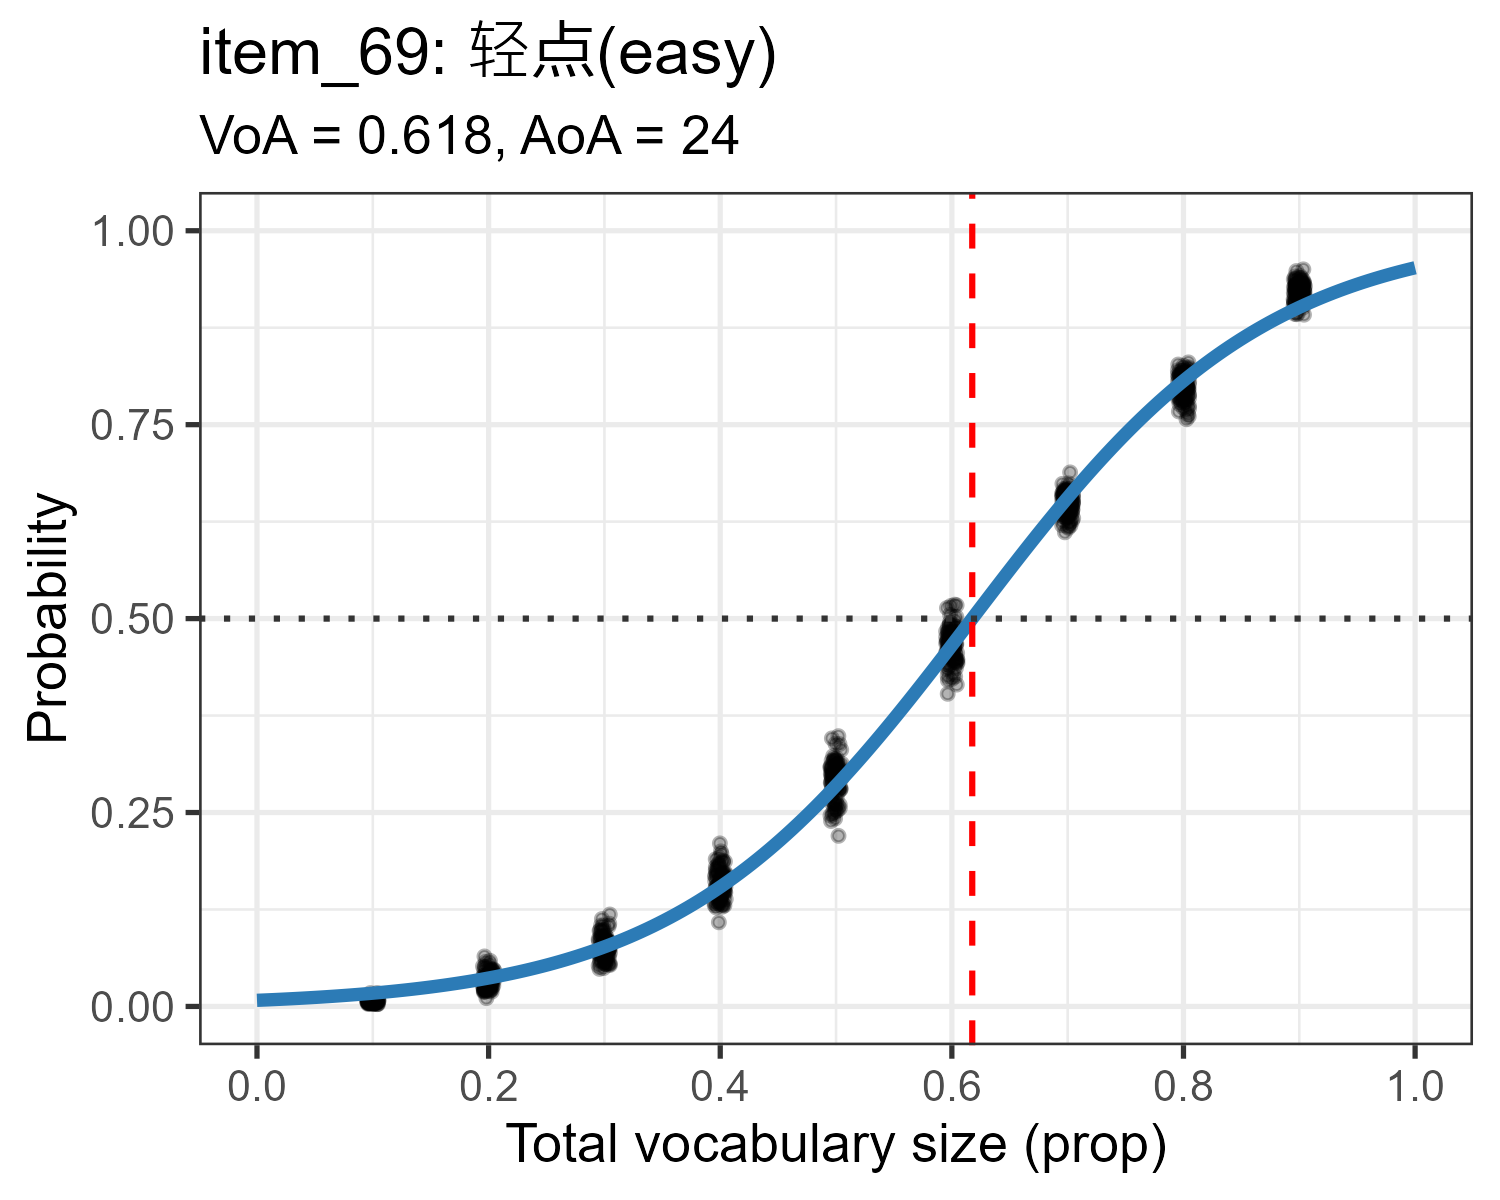 item_69: 轻点(easy)
VoA = 0.618, AoA = 24
1.00
0.75
0.50
0.25
0.00
Probability
0.0 0.2 0.4 0.6 0.8 1.0
Total vocabulary size (prop)